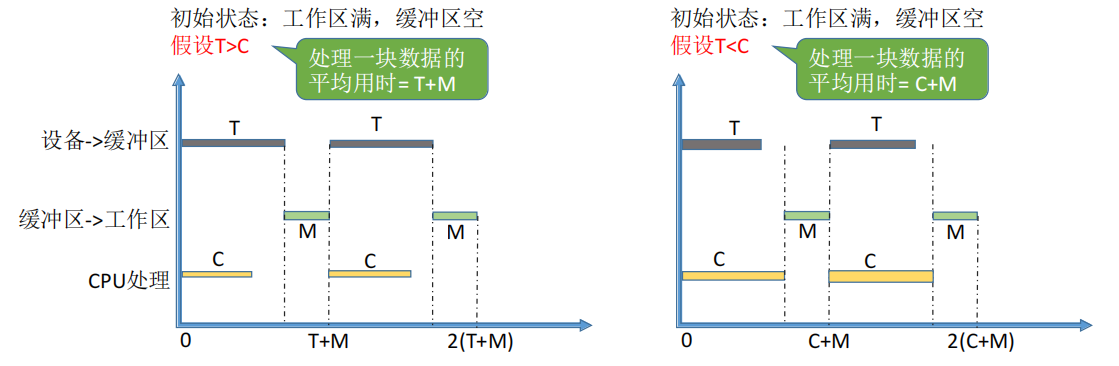 初始状态：工作区满，缓冲区空
假设T>C
处理一块数据的
平均用时= T+M
设备->缓冲区
T
T
缓冲区->工作区
M
M
CPU处理
C
C
0
T+M
2(T+M)
初始状态：工作区满，缓冲区空
假设T<C
处理一块数据的
平均用时= C+M
T
T
M
M
C
C
0
C+M
2(C+M)